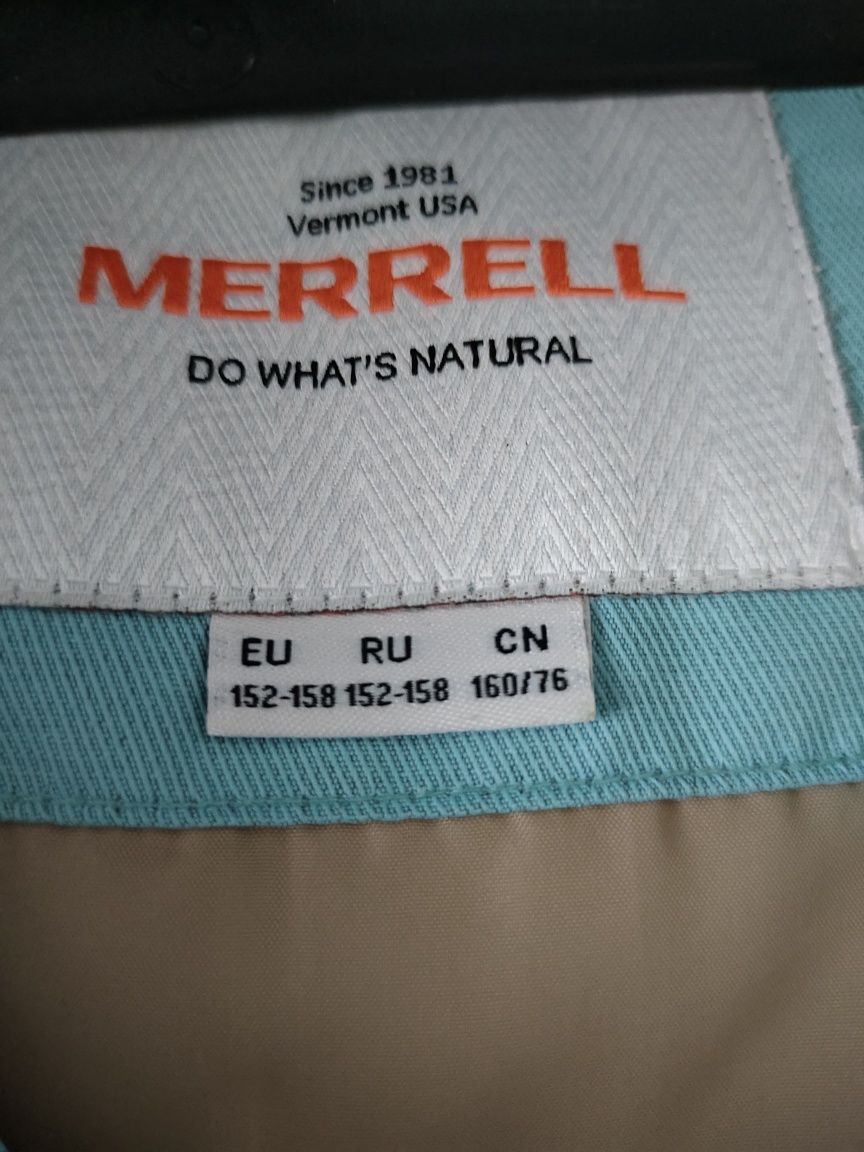 Since 1981
Vermont USA
MERRELL
DO WHAT'S NATURAL
EU RU CN
152-158 152-158 160/76